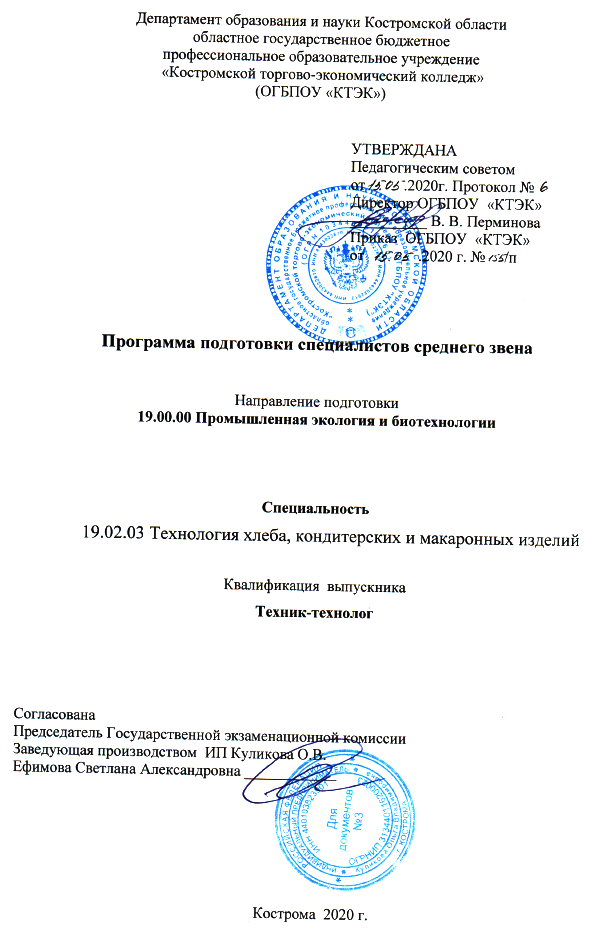 Департамент образования и науки Костромской области
областное государственное бюджетное
профессиональное образовательное учреждение
«Костромской торгово-экономический колледж»
(ОГБПОУ «КТЭК»)
УТВЕРЖДАНА
Педагогическим советом
от 15.05.2020г. Протокол № 6
Директор ОГБПОУ «КТЭК»
В. В. Перминова
Приказ ОГБПОУ «КТЭК»
от 15.05.2020 г. № /п
Программа подготовки специалистов среднего звена
Направление подготовки
19.00.00 Промышленная экология и биотехнологии
Специальность
19.02.03 Технология хлеба, кондитерских и макаронных изделий
Квалификация выпускника
Техник-технолог
Согласована
Председатель Государственной экзаменационной комиссии
Заведующая производством ИП Куликова О.В.
Ефимова Светлана Александровна
Для
документов
№3
Кострома 2020 г.